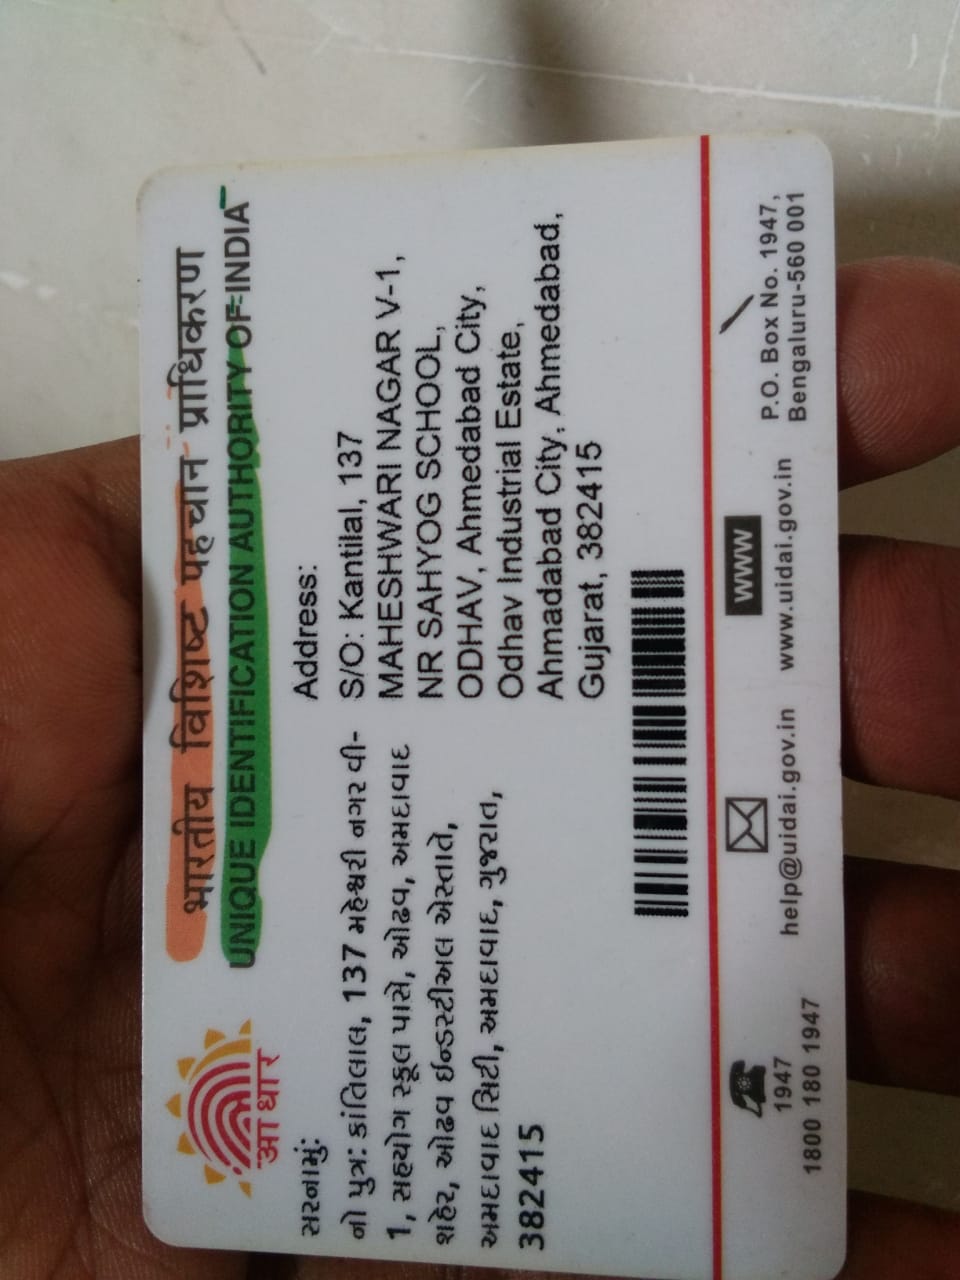 भारतीय विशिष्ट पहचान प्राधिकरण
UNIQUE IDENTIFICATION AUTHORITY OF INDIA
आधार
સરનામું:
નો પુત્ર: કાંતિલાલ, 137 મહેશ્વરી નગર વી-
1, સહયોગ સ્કૂલ પાસે, ઓઢવ, અમદાવાદ
શહેર, ઓઢવ ઈન્ડસ્ટીઅલ એસ્તાતે,
અમદાવાદ સિટી, અમદાવાદ, ગુજરાત,
382415
Address:
S/O: Kantilal, 137
MAHESHWARI NAGAR V-1,
NR SAHYOG SCHOOL,
ODHAV, Ahmedabad City,
Odhav Industrial Estate,
Ahmadabad City, Ahmedabad,
Gujarat, 382415
1947
1800 180 1947
help@uidai.gov.in
WWW
www.uidai.gov.in
P.O. Box No. 1947,
Bengaluru-560 001